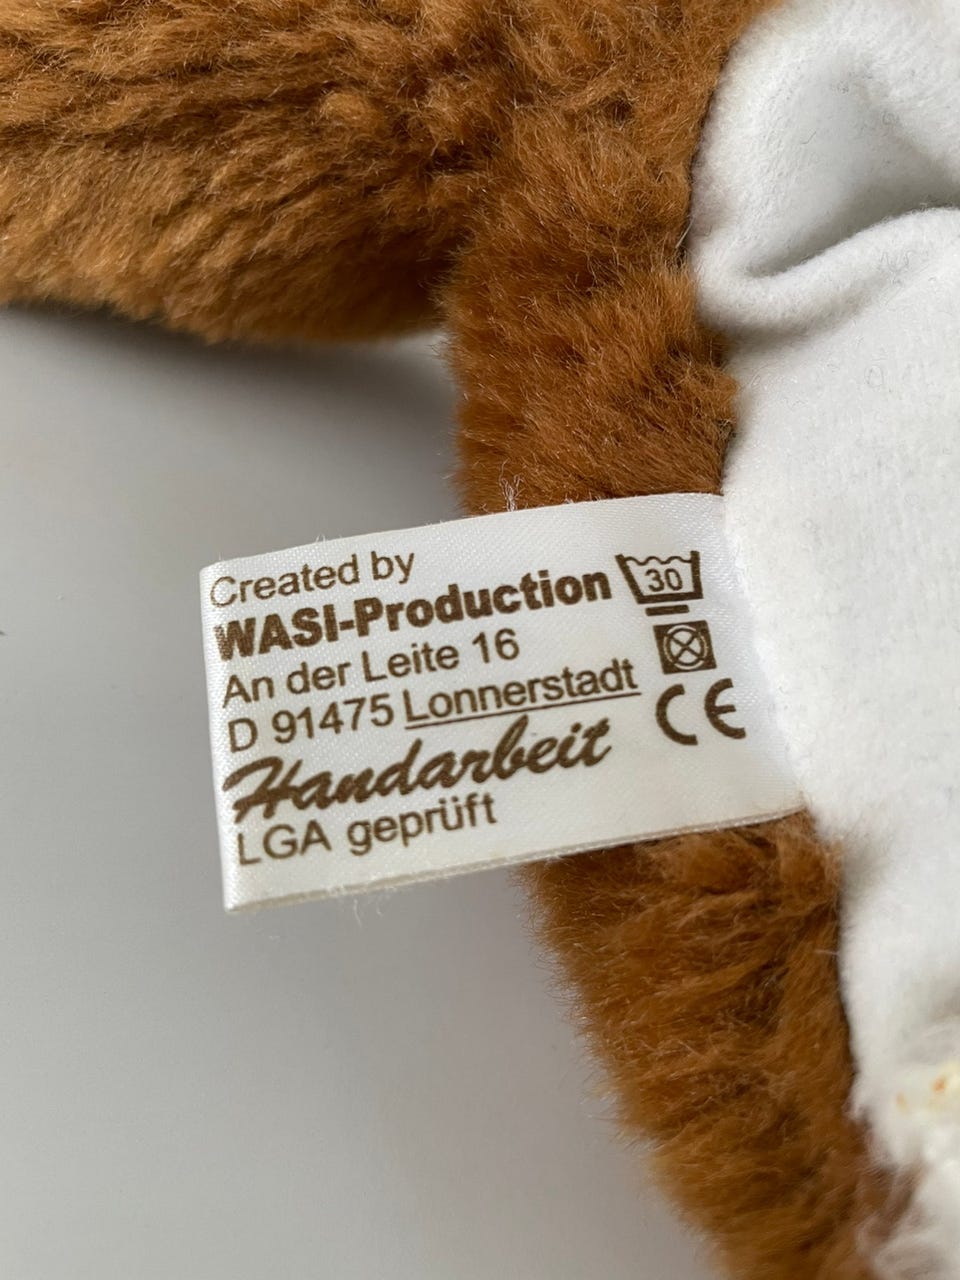 Created by
WASI-Production
An der Leite 16
D 91475 Lonnerstadt
Handarbeit
LGA geprüft
30
CE